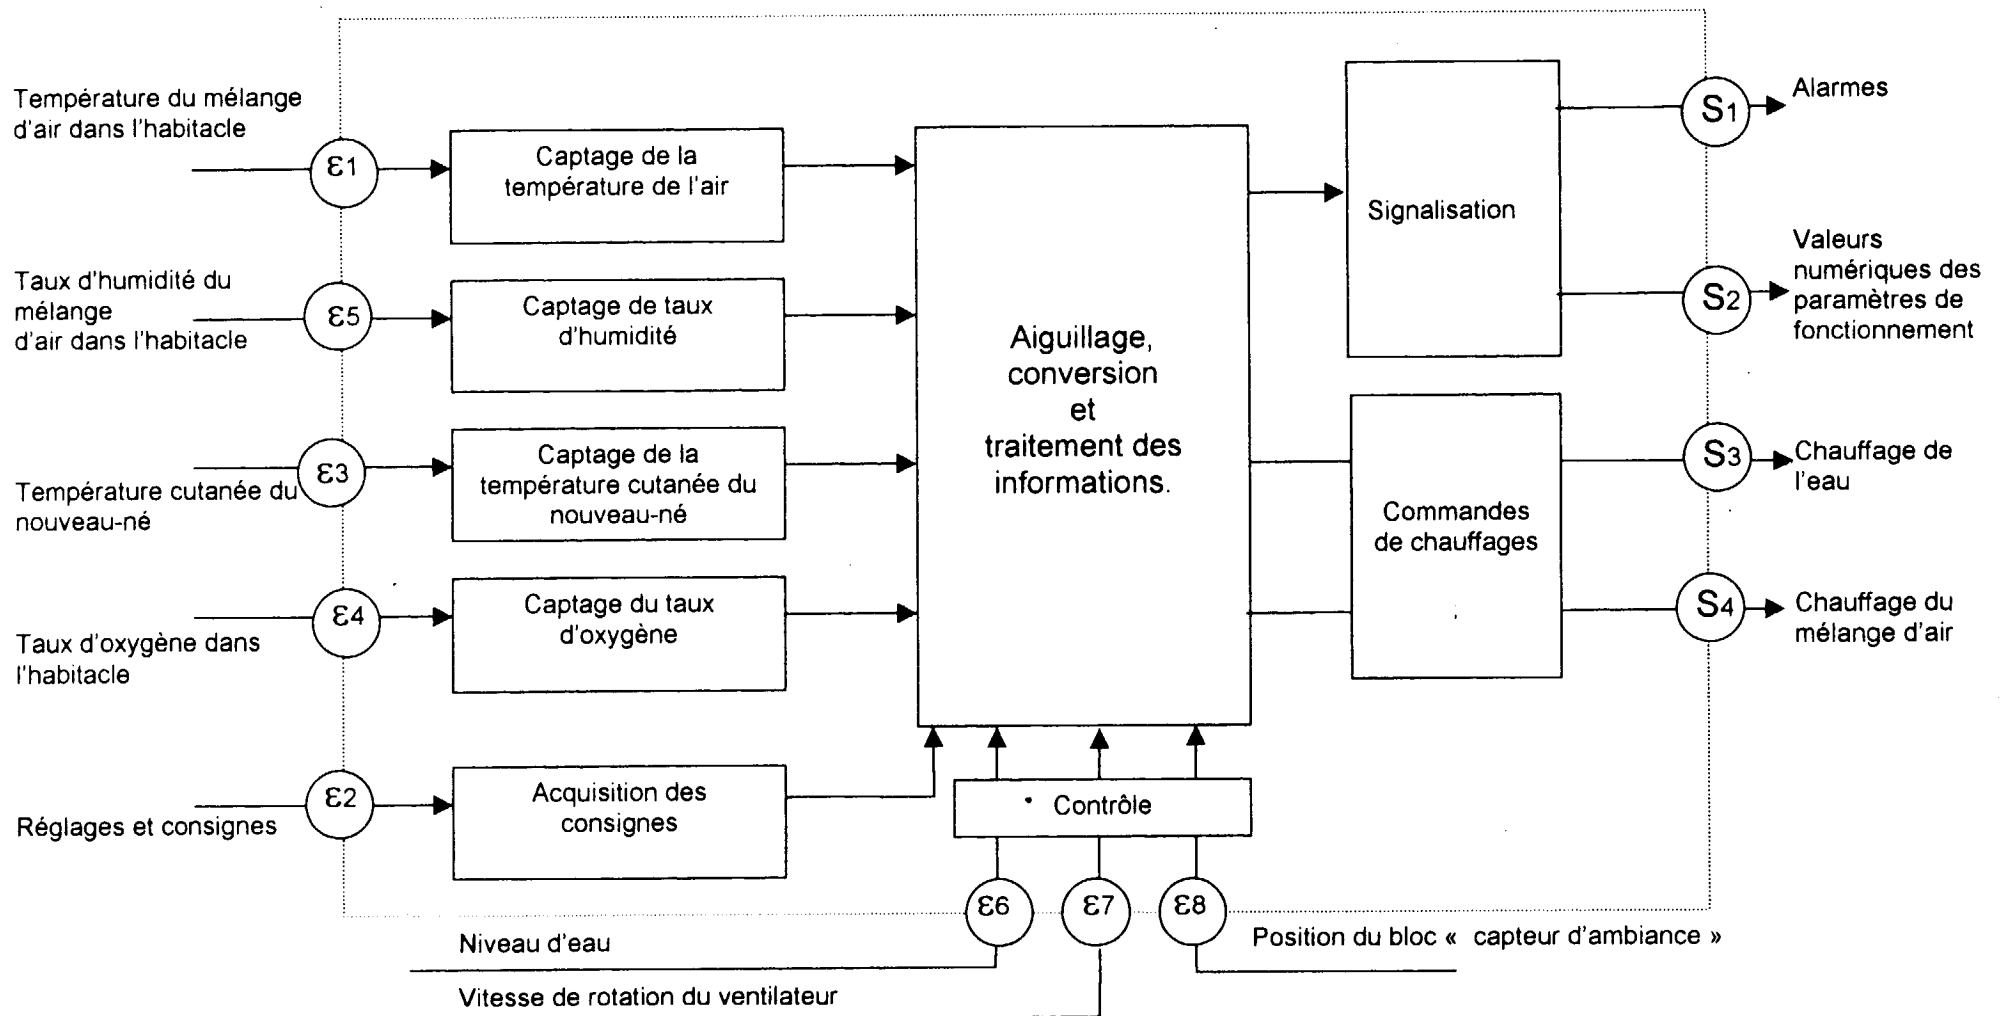 Température du mélange
d'air dans l'habitacle
ε1
Captage de la
température de l'air
Taux d'humidité du
mélange
d'air dans l'habitacle
ε5
Captage de taux
d'humidité
Température cutanée du
nouveau-né
ε3
Captage de la
température cutanée du
nouveau-né
Taux d'oxygène dans
l'habitacle
ε4
Captage du taux
d'oxygène
Réglages et consignes
ε2
Acquisition des
consignes
Aiguillage,
conversion
et
traitement des
informations.
Contrôle
ε6
ε7
ε8
Niveau d'eau
Vitesse de rotation du ventilateur
Position du bloc « capteur d'ambiance »
Signalisation
Commandes
de chauffages
S1
Alarmes
S2
Valeurs
numériques des
paramètres de
fonctionnement
S3
Chauffage de
l'eau
S4
Chauffage du
mélange d'air